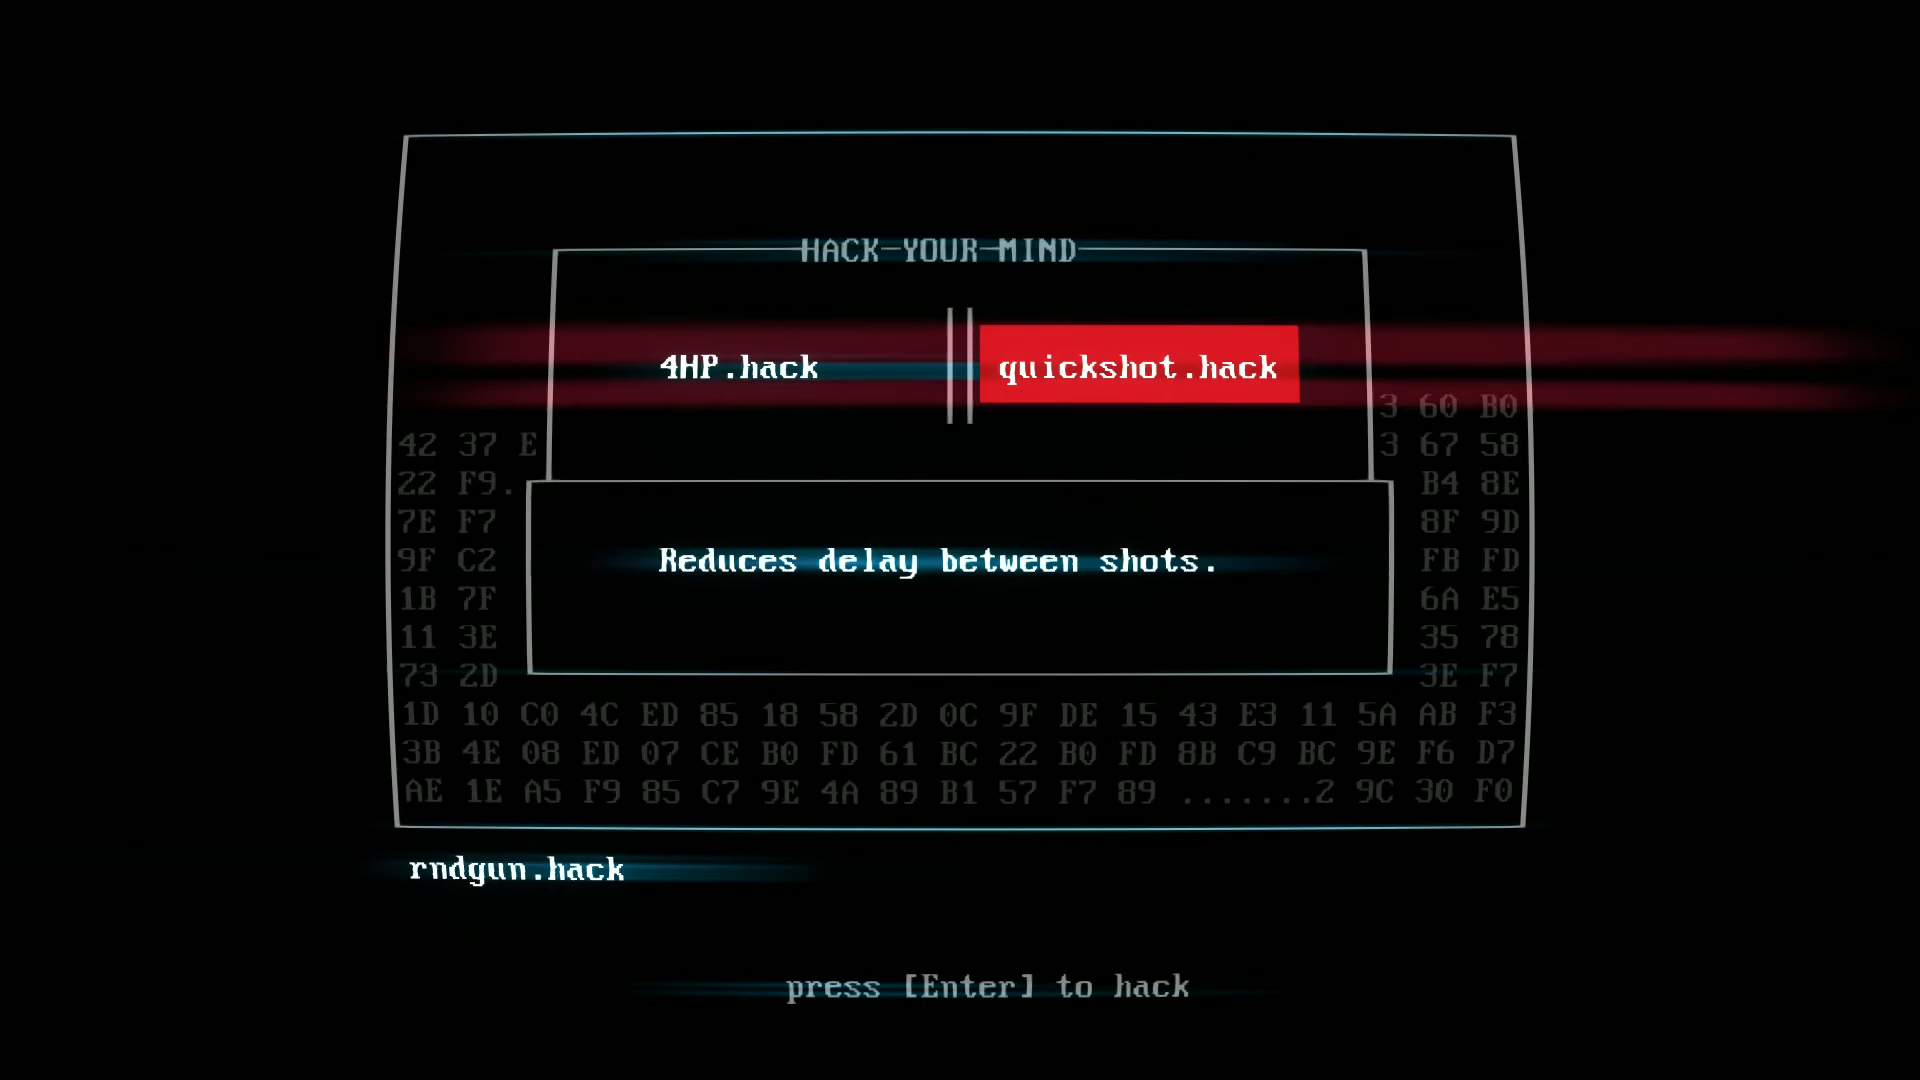 HACK-YOUR-MIND
4HP.hack
quickshot.hack
3 60 B0
42 37 E
3 67 58
22 F9.
B4 8E
7E F7
8F 9D
9F C2
FB FD
Reduces delay between shots.
1B 7F
6A E5
11 3E
35 78
73 2D
3E F7
1D 10 C0 4C ED 85 18 58 2D 0C 9F DE 15 43 E3 11 5A AB F3
3B 4E 08 ED 07 CE B0 FD 61 BC 22 B0 FD 8B C9 BC 9E F6 D7
AE 1E A5 F9 85 C7 9E 4A 89 B1 57 F7 89 .......2 9C 30 F0
rndgun.hack
press [Enter] to hack